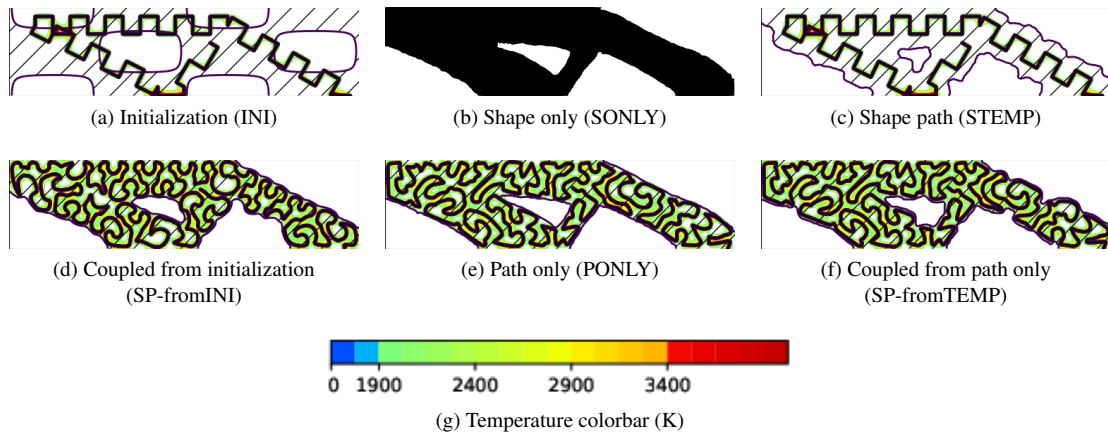 (a) Initialization (INI)
(b) Shape only (SONLY)
(c) Shape path (STEMP)
(d) Coupled from initialization
(SP-fromINI)
(e) Path only (PONLY)
(f) Coupled from path only
(SP-fromTEMP)
0 1900 2400 2900 3400
(g) Temperature colorbar (K)